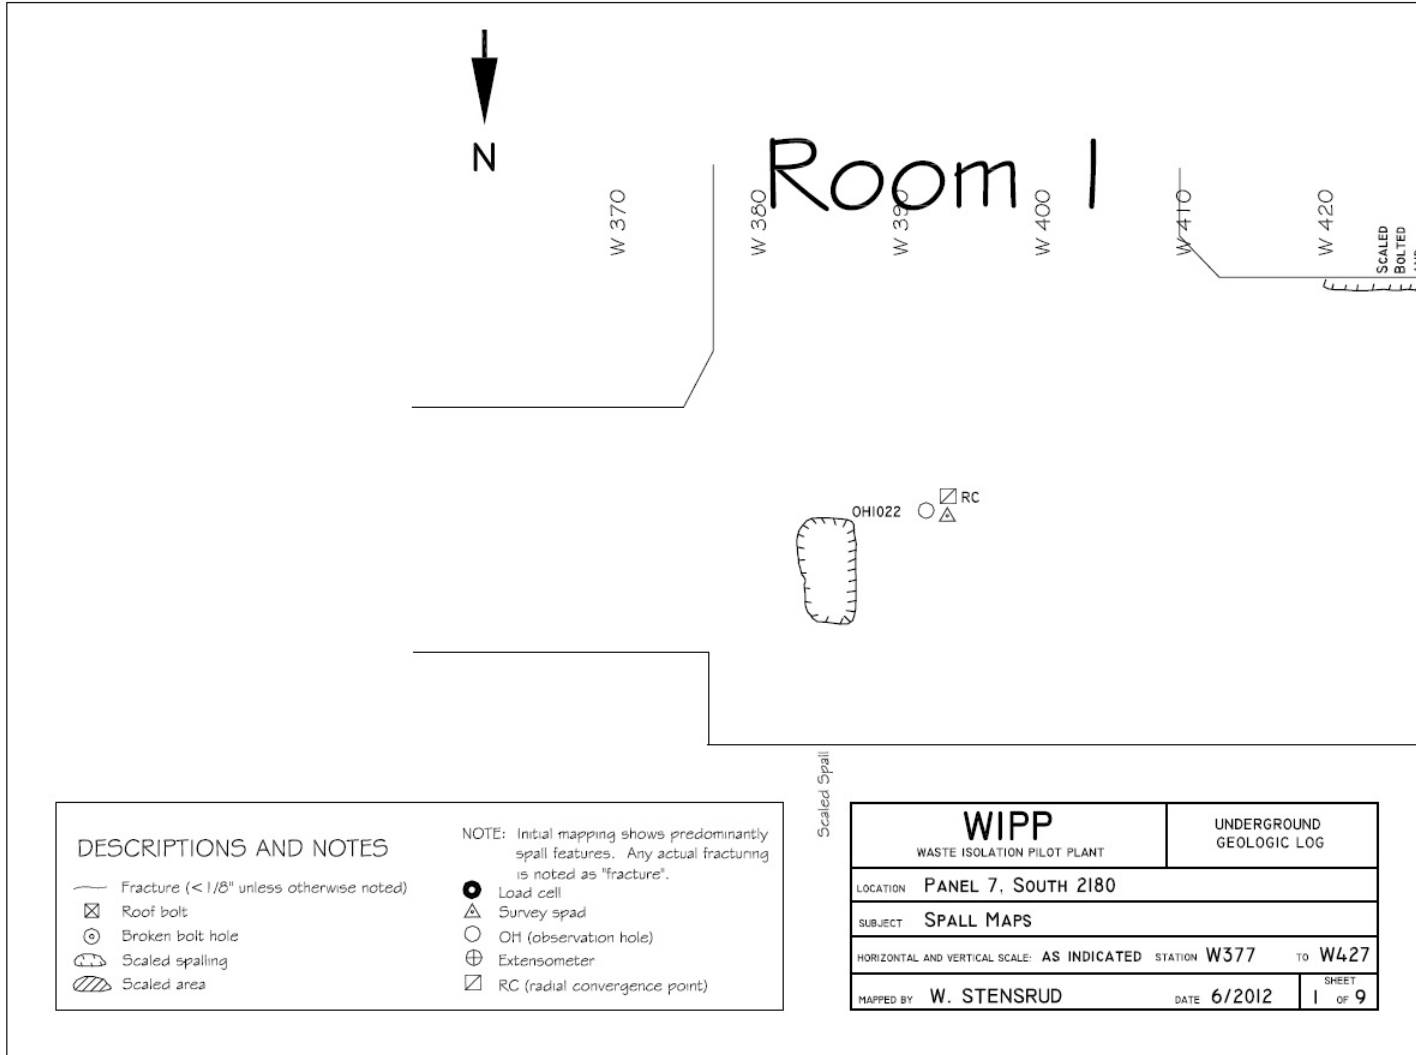 N
Room 1
W 370
W 380
W 390
W 400
W 410
W 420
SCALED
BOLTED
RC
OH1022
Scaled Spall
DESCRIPTIONS AND NOTES
Fracture (<1/8" unless otherwise noted)
Roof bolt
Broken bolt hole
Scaled spalling
Scaled area
NOTE: Initial mapping shows predominantly
spall features. Any actual fracturing
is noted as "fracture".
Load cell
Survey spad
OH (observation hole)
Extensometer
RC (radial convergence point)
WIPP
WASTE ISOLATION PILOT PLANT
UNDERGROUND
GEOLOGIC LOG
LOCATION PANEL 7, SOUTH 2180
SUBJECT SPALL MAPS
HORIZONTAL AND VERTICAL SCALE: AS INDICATED STATION W377 TO W427
MAPPED BY W. STENSRUD DATE 6/2012
SHEET
1 OF 9